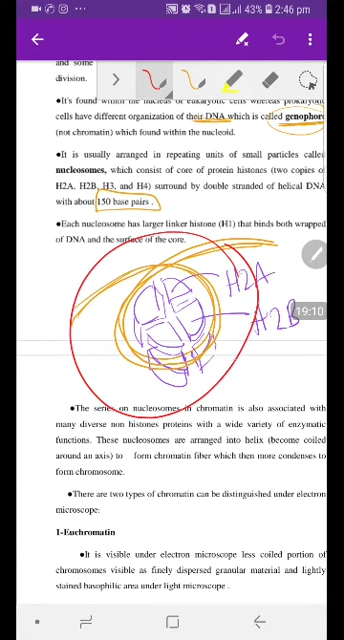 43% 2:46 pm
and some
division.
●It's found within the nucleus of eukaryotic cells whereas prokaryotic
cells have different organization of their DNA which is called genophore
(not chromatin) which found within the nucleoid.
●It is usually arranged in repeating units of small particles called
nucleosomes, which consist of core of protein histones (two copies of
H2A, H2B, H3, and H4) surround by double stranded of helical DNA
with about 150 base pairs .
●Each nucleosome has larger linker histone (H1) that binds both wrapped
of DNA and the surface of the core.
H2A
19:10
H2B
●The series on nucleosomes in chromatin is also associated with
many diverse non histones proteins with a wide variety of enzymatic
functions. These nucleosomes are arranged into helix (become coiled
around an axis) to form chromatin fiber which then more condenses to
form chromosome.
●There are two types of chromatin can be distinguished under electron
microscope:
1-Euchromatin
●It is visible under electron microscope less coiled portion of
chromosomes visible as finely dispersed granular material and lightly
stained basophilic area under light microscope .